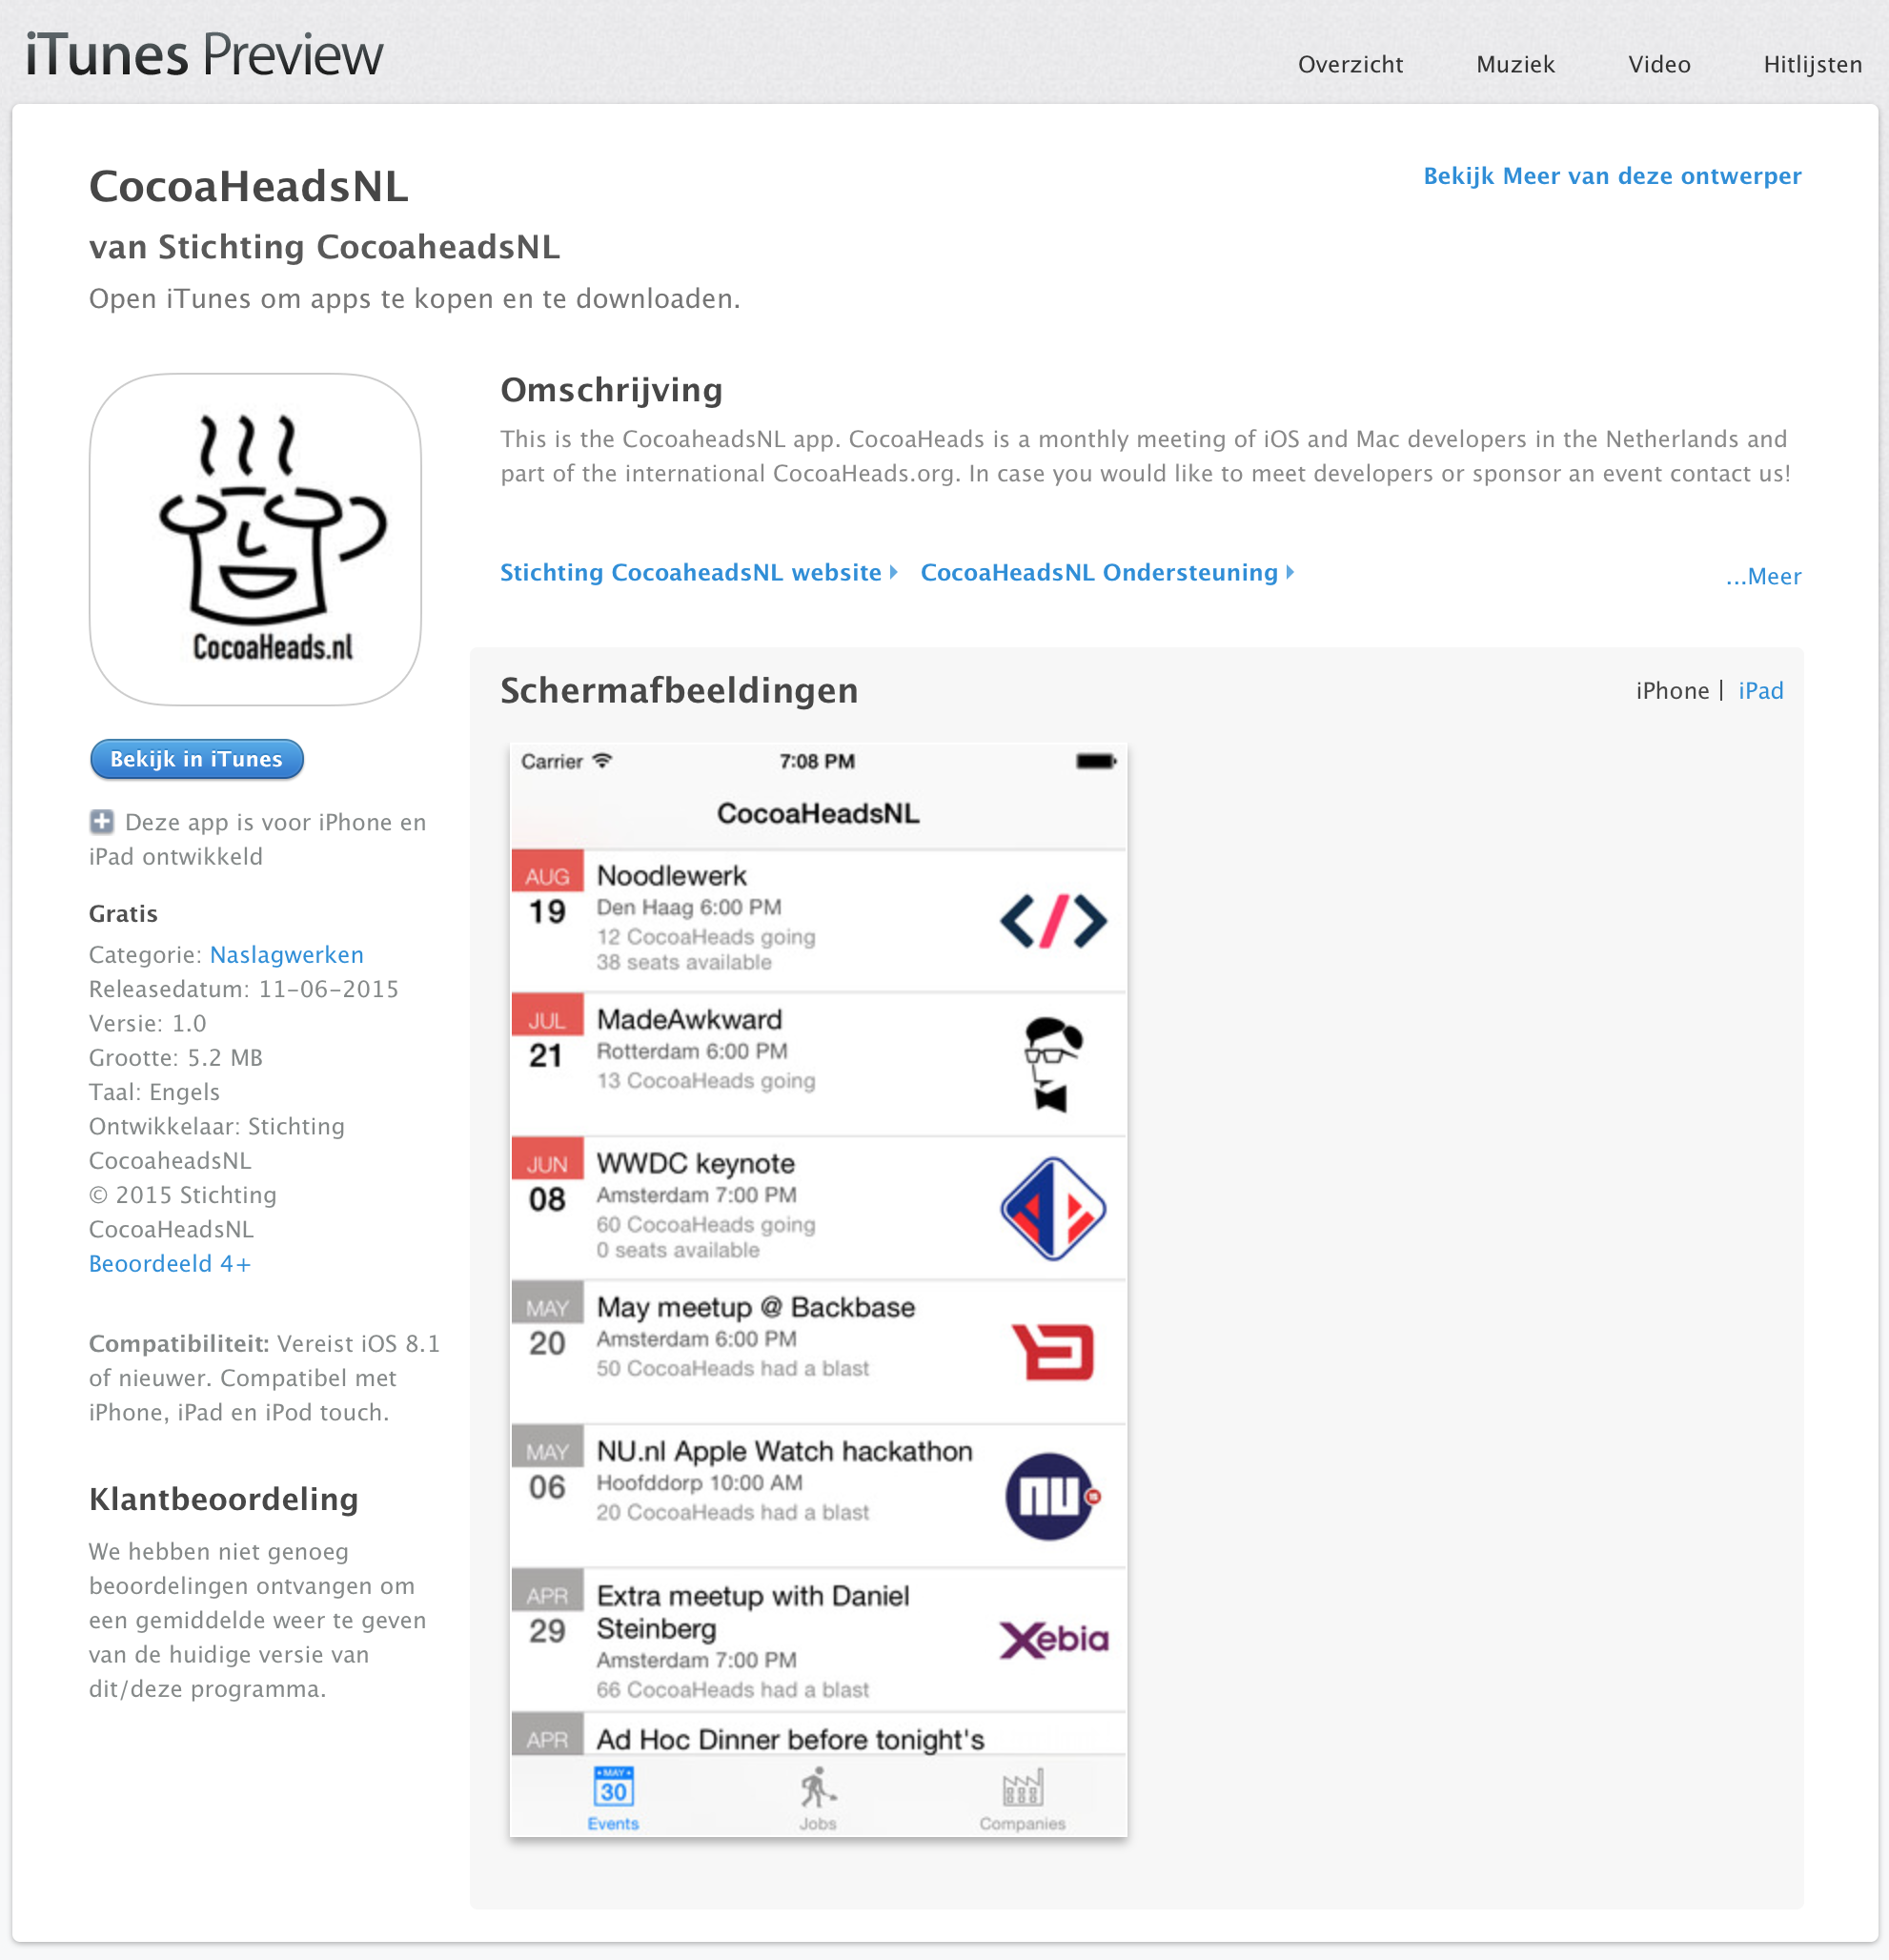 iTunes Preview
Overzicht Muziek Video Hitlijsten
CocoaHeadsNL
Bekijk Meer van deze ontwerper
van Stichting CocoaheadsNL
Open iTunes om apps te kopen en te downloaden.
CocoaHeads.nl
Bekijk in iTunes
Deze app is voor iPhone en
iPad ontwikkeld
Gratis
Categorie: Naslagwerken
Releasedatum: 11-06-2015
Versie: 1.0
Grootte: 5.2 MB
Taal: Engels
Ontwikkelaar: Stichting
CocoaheadsNL
© 2015 Stichting
CocoaHeadsNL
Beoordeeld 4+
Compatibiliteit: Vereist iOS 8.1
of nieuwer. Compatibel met
iPhone, iPad en iPod touch.
Klantbeoordeling
We hebben niet genoeg
beoordelingen ontvangen om
een gemiddelde weer te geven
van de huidige versie van
dit/deze programma.
Omschrijving
This is the CocoaheadsNL app. CocoaHeads is a monthly meeting of iOS and Mac developers in the Netherlands and
part of the international CocoaHeads.org. In case you would like to meet developers or sponsor an event contact us!
Stichting CocoaheadsNL website CocoaHeadsNL Ondersteuning ...Meer
Schermafbeeldingen
iPhone | iPad
Carrier 7:08 PM
CocoaHeadsNL
AUG
19
Noodlewerk
Den Haag 6:00 PM
12 CocoaHeads going
38 seats available
</>
JUL
21
MadeAwkward
Rotterdam 6:00 PM
13 CocoaHeads going
JUN
08
WWDC keynote
Amsterdam 7:00 PM
60 CocoaHeads going
0 seats available
MAY
20
May meetup @ Backbase
Amsterdam 6:00 PM
50 CocoaHeads had a blast
MAY
06
NU.nl Apple Watch hackathon
Hoofddorp 10:00 AM
20 CocoaHeads had a blast
nu
APR
29
Extra meetup with Daniel
Steinberg
Amsterdam 7:00 PM
66 CocoaHeads had a blast
Xebia
APR
Ad Hoc Dinner before tonight's
MAY
30
Events Jobs Companies